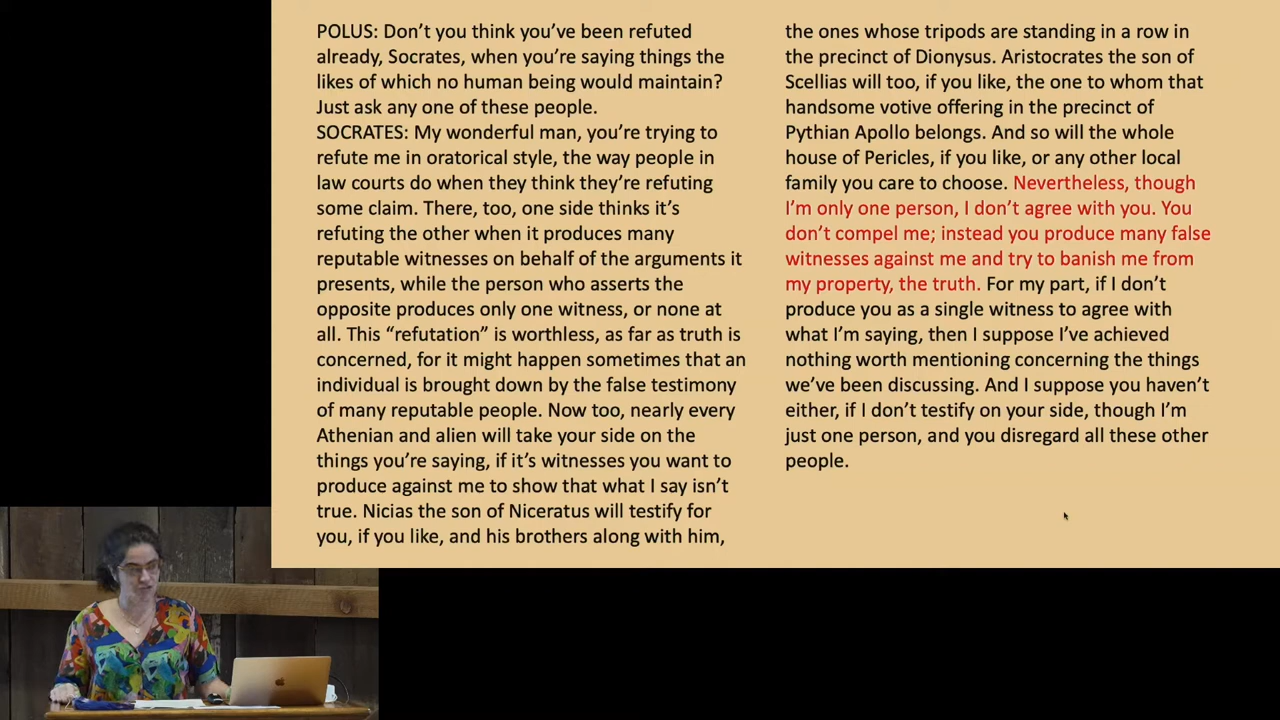 POLUS: Don’t you think you’ve been refuted
already, Socrates, when you’re saying things the
likes of which no human being would maintain?
Just ask any one of these people.
SOCRATES: My wonderful man, you’re trying to
refute me in oratorical style, the way people in
law courts do when they think they’re refuting
some claim. There, too, one side thinks it’s
refuting the other when it produces many
reputable witnesses on behalf of the arguments it
presents, while the person who asserts the
opposite produces only one witness, or none at
all. This “refutation” is worthless, as far as truth is
concerned, for it might happen sometimes that an
individual is brought down by the false testimony
of many reputable people. Now too, nearly every
Athenian and alien will take your side on the
things you’re saying, if it’s witnesses you want to
produce against me to show that what I say isn’t
true. Nicias the son of Niceratus will testify for
you, if you like, and his brothers along with him,
the ones whose tripods are standing in a row in
the precinct of Dionysus. Aristocrates the son of
Scellias will too, if you like, the one to whom that
handsome votive offering in the precinct of
Pythian Apollo belongs. And so will the whole
house of Pericles, if you like, or any other local
family you care to choose. Nevertheless, though
I’m only one person, I don’t agree with you. You
don’t compel me; instead you produce many false
witnesses against me and try to banish me from
my property, the truth. For my part, if I don’t
produce you as a single witness to agree with
what I’m saying, then I suppose I’ve achieved
nothing worth mentioning concerning the things
we’ve been discussing. And I suppose you haven’t
either, if I don’t testify on your side, though I’m
just one person, and you disregard all these other
people.